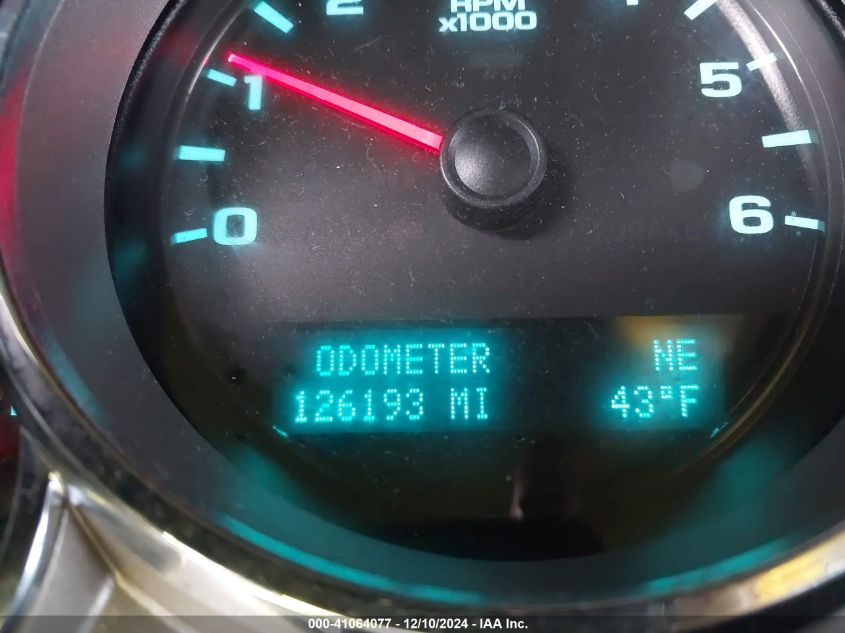 2
RPM
x1000
1
5
0
6
ODOMETER NE
126193 MI 43°F
000-41064077 - 12/10/2024 - IAA Inc.